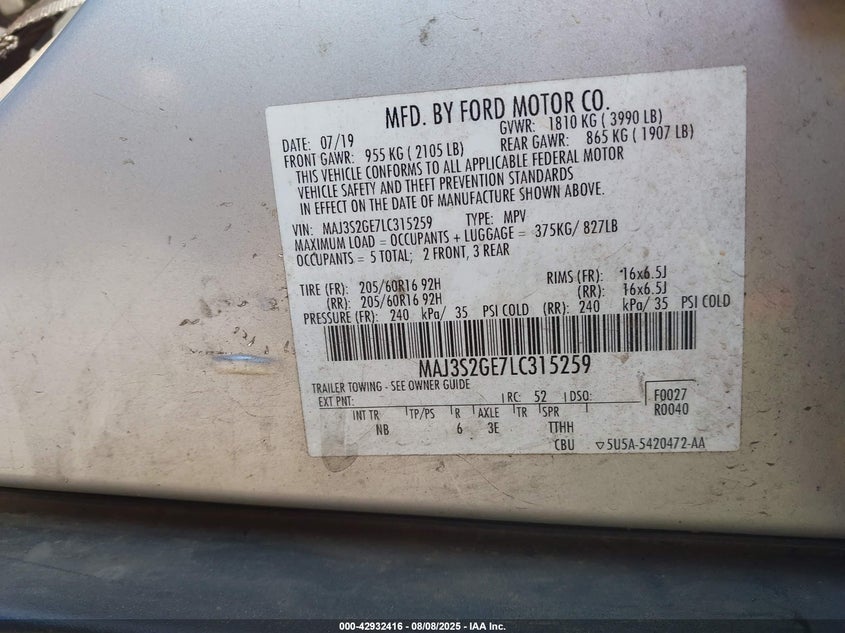 MFD. BY FORD MOTOR CO.
DATE: 07/19 GVWR: 1810 KG ( 3990 LB)
FRONT GAWR: 955 KG ( 2105 LB) REAR GAWR: 865 KG ( 1907 LB)
THIS VEHICLE CONFORMS TO ALL APPLICABLE FEDERAL MOTOR
VEHICLE SAFETY AND THEFT PREVENTION STANDARDS
IN EFFECT ON THE DATE OF MANUFACTURE SHOWN ABOVE.
VIN: MAJ3S2GE7LC315259 TYPE: MPV
MAXIMUM LOAD = OCCUPANTS + LUGGAGE = 375KG/ 827LB
OCCUPANTS = 5 TOTAL; 2 FRONT, 3 REAR
TIRE (FR): 205/60R16 92H RIMS (FR): 16x6.5J
(RR): 205/60R16 92H (RR): 16x6.5J
PRESSURE (FR): 240 kPa/ 35 PSI COLD (RR): 240 kPa/ 35 PSI COLD
MAJ3S2GE7LC315259
TRAILER TOWING - SEE OWNER GUIDE
EXT PNT: RC: 52 DSO: F0027
INT TR TP/PS R AXLE TR SPR R0040
NB 6 3E TTHH
CBU ▽5U5A-5420472-AA
000-42932416 - 08/08/2025 - IAA Inc.